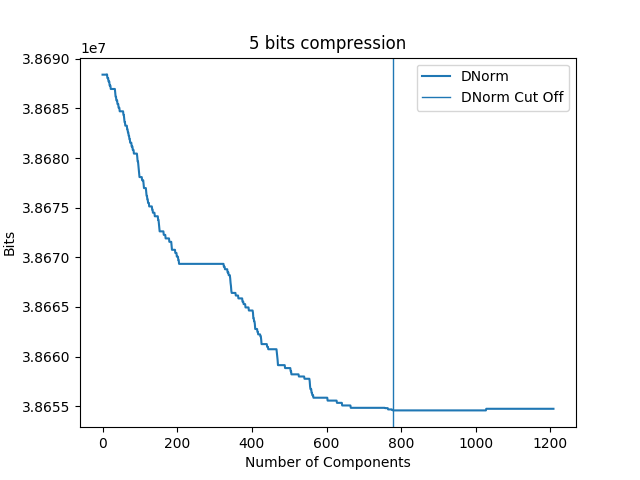 5 bits compression
1e7
3.8690
3.8685
3.8680
3.8675
3.8670
3.8665
3.8660
3.8655
Bits
DNorm
DNorm Cut Off
0 200 400 600 800 1000 1200
Number of Components